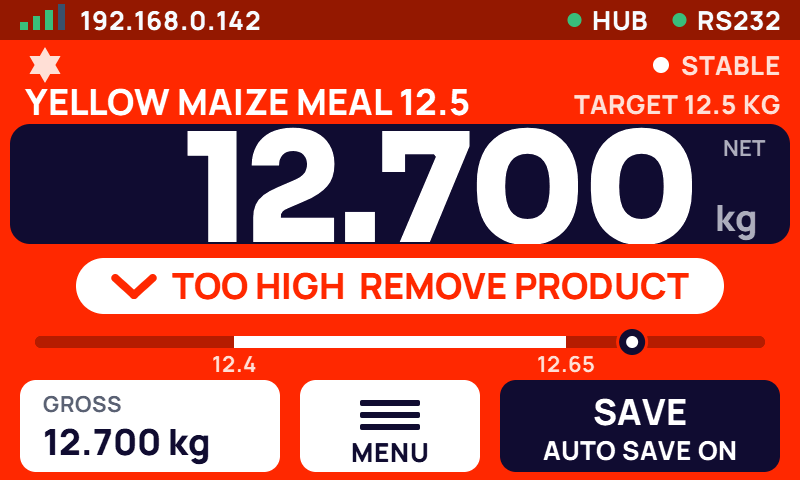 192.168.0.142
HUB
RS232
STABLE
YELLOW MAIZE MEAL 12.5
TARGET 12.5 KG
12.700
NET
kg
TOO HIGH REMOVE PRODUCT
12.4
12.65
GROSS
12.700 kg
MENU
SAVE
AUTO SAVE ON